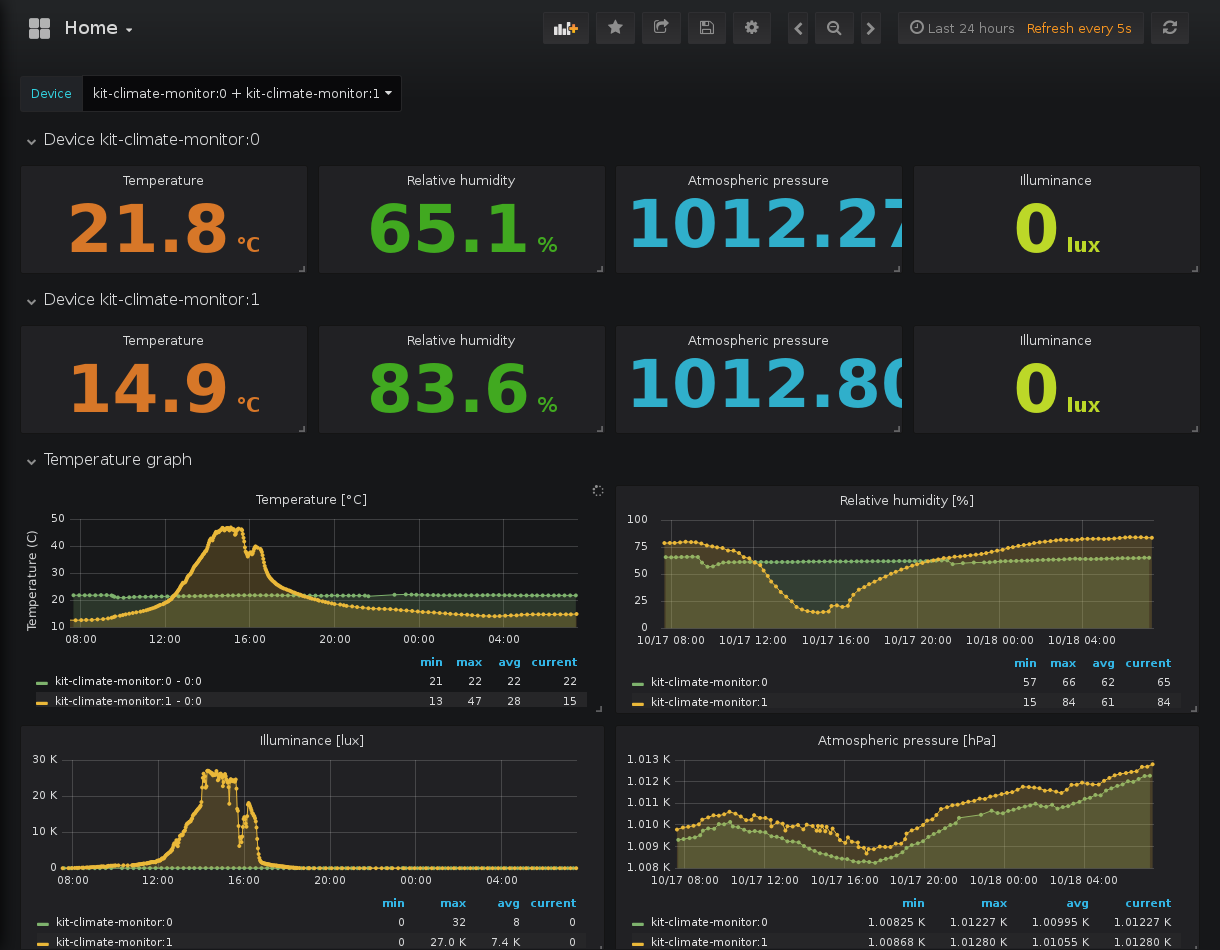 Home
Last 24 hours Refresh every 5s
Device kit-climate-monitor:0 + kit-climate-monitor:1
Device kit-climate-monitor:0
Temperature Relative humidity Atmospheric pressure Illuminance
21.8 °C 65.1 % 1012.27 0 lux
Device kit-climate-monitor:1
Temperature Relative humidity Atmospheric pressure Illuminance
14.9 °C 83.6 % 1012.80 0 lux
Temperature graph
Temperature [°C]
Temperature (C)
50
40
30
20
10
08:00 12:00 16:00 20:00 00:00 04:00
min max avg current
kit-climate-monitor:0 - 0:0 21 22 22 22
kit-climate-monitor:1 - 0:0 13 47 28 15
Relative humidity [%]
100
75
50
25
0
10/17 08:00 10/17 12:00 10/17 16:00 10/17 20:00 10/18 00:00 10/18 04:00
min max avg current
kit-climate-monitor:0 57 66 62 65
kit-climate-monitor:1 15 84 61 84
Illuminance [lux]
30 K
20 K
10 K
0
08:00 12:00 16:00 20:00 00:00 04:00
min max avg current
kit-climate-monitor:0 0 32 8 0
kit-climate-monitor:1 0 27.0 K 7.4 K 0
Atmospheric pressure [hPa]
1.013 K
1.012 K
1.011 K
1.010 K
1.009 K
1.008 K
10/17 08:00 10/17 12:00 10/17 16:00 10/17 20:00 10/18 00:00 10/18 04:00
min max avg current
kit-climate-monitor:0 1.00825 K 1.01227 K 1.00995 K 1.01227 K
kit-climate-monitor:1 1.00868 K 1.01280 K 1.01055 K 1.01280 K